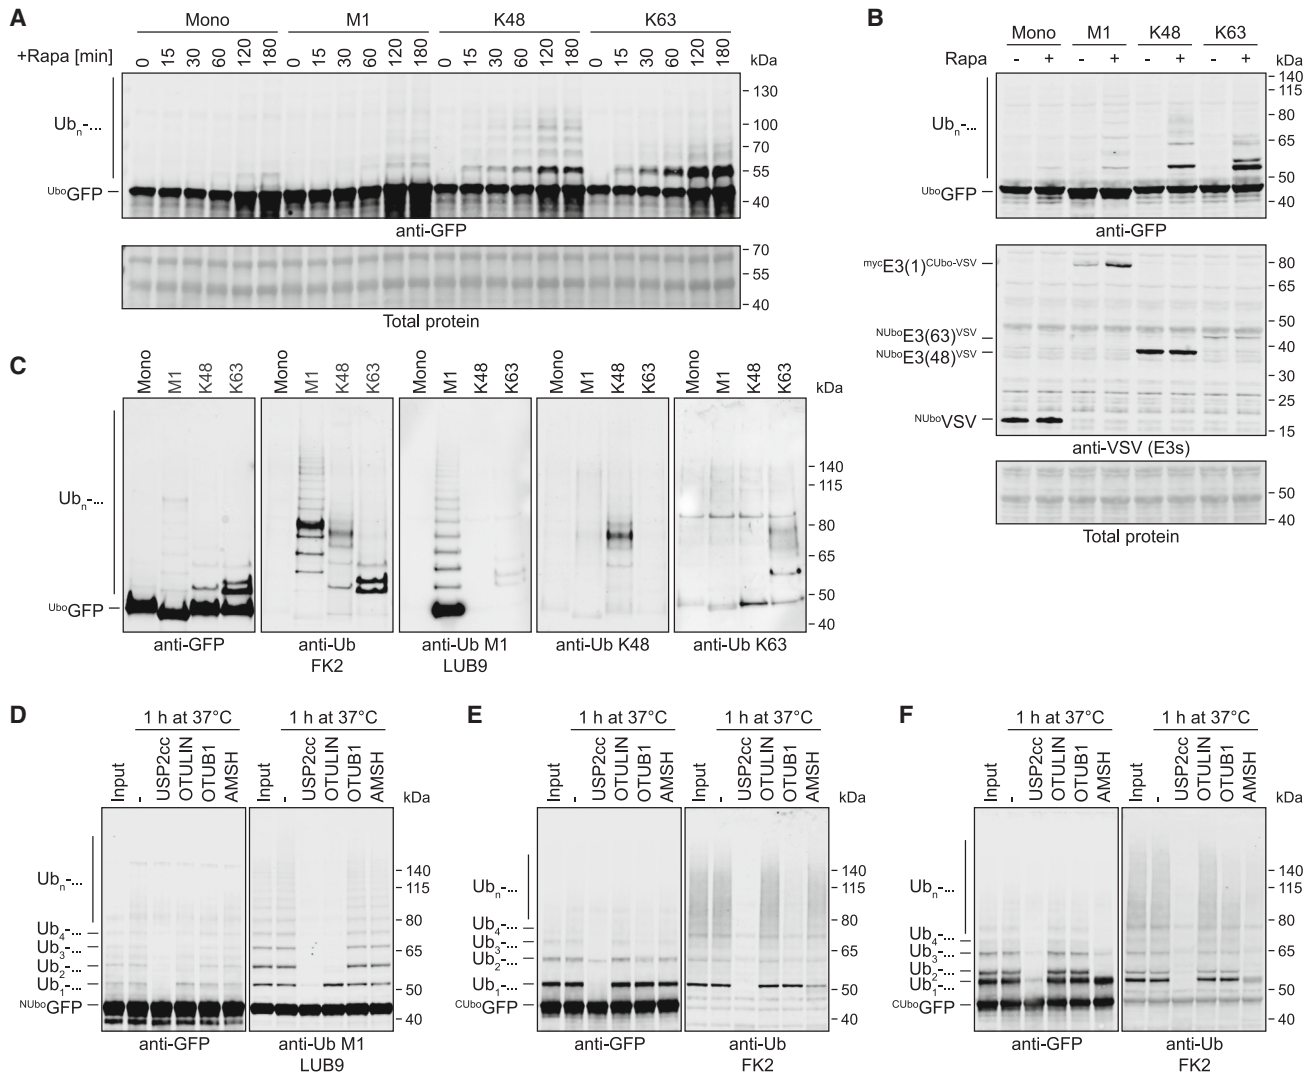 A
Mono M1 K48 K63
+Rapa [min] 0 15 30 60 120 180 0 15 30 60 120 180 0 15 30 60 120 180 0 15 30 60 120 180 kDa
Ubn-...
UboGFP
130
100
70
55
40
anti-GFP
70
55
40
Total protein
B
Mono M1 K48 K63
Rapa - + - + - + - + kDa
Ubn-...
UboGFP
140
115
80
65
50
40
anti-GFP
mycE3(1)CUbo-VSV
NUboE3(63)VSV
NUboE3(48)VSV
NUboVSV
80
65
50
40
30
25
15
anti-VSV (E3s)
50
40
Total protein
C
Mono M1 K48 K63 Mono M1 K48 K63 Mono M1 K48 K63 Mono M1 K48 K63 Mono M1 K48 K63 kDa
Ubn-...
UboGFP
140
115
80
65
50
40
anti-GFP anti-Ub FK2 anti-Ub M1 LUB9 anti-Ub K48 anti-Ub K63
D
1 h at 37°C 1 h at 37°C
Input - USP2cc OTULIN OTUB1 AMSH Input - USP2cc OTULIN OTUB1 AMSH kDa
Ubn-...
Ub4-...
Ub3-...
Ub2-...
Ub1-...
NUboGFP
140
115
80
65
50
40
anti-GFP anti-Ub M1 LUB9
E
1 h at 37°C 1 h at 37°C
Input - USP2cc OTULIN OTUB1 AMSH Input - USP2cc OTULIN OTUB1 AMSH kDa
Ubn-...
Ub4-...
Ub3-...
Ub2-...
Ub1-...
CUboGFP
140
115
80
65
50
40
anti-GFP anti-Ub FK2
F
1 h at 37°C 1 h at 37°C
Input - USP2cc OTULIN OTUB1 AMSH Input - USP2cc OTULIN OTUB1 AMSH kDa
Ubn-...
Ub4-...
Ub3-...
Ub2-...
Ub1-...
CUboGFP
140
115
80
65
50
40
anti-GFP anti-Ub FK2